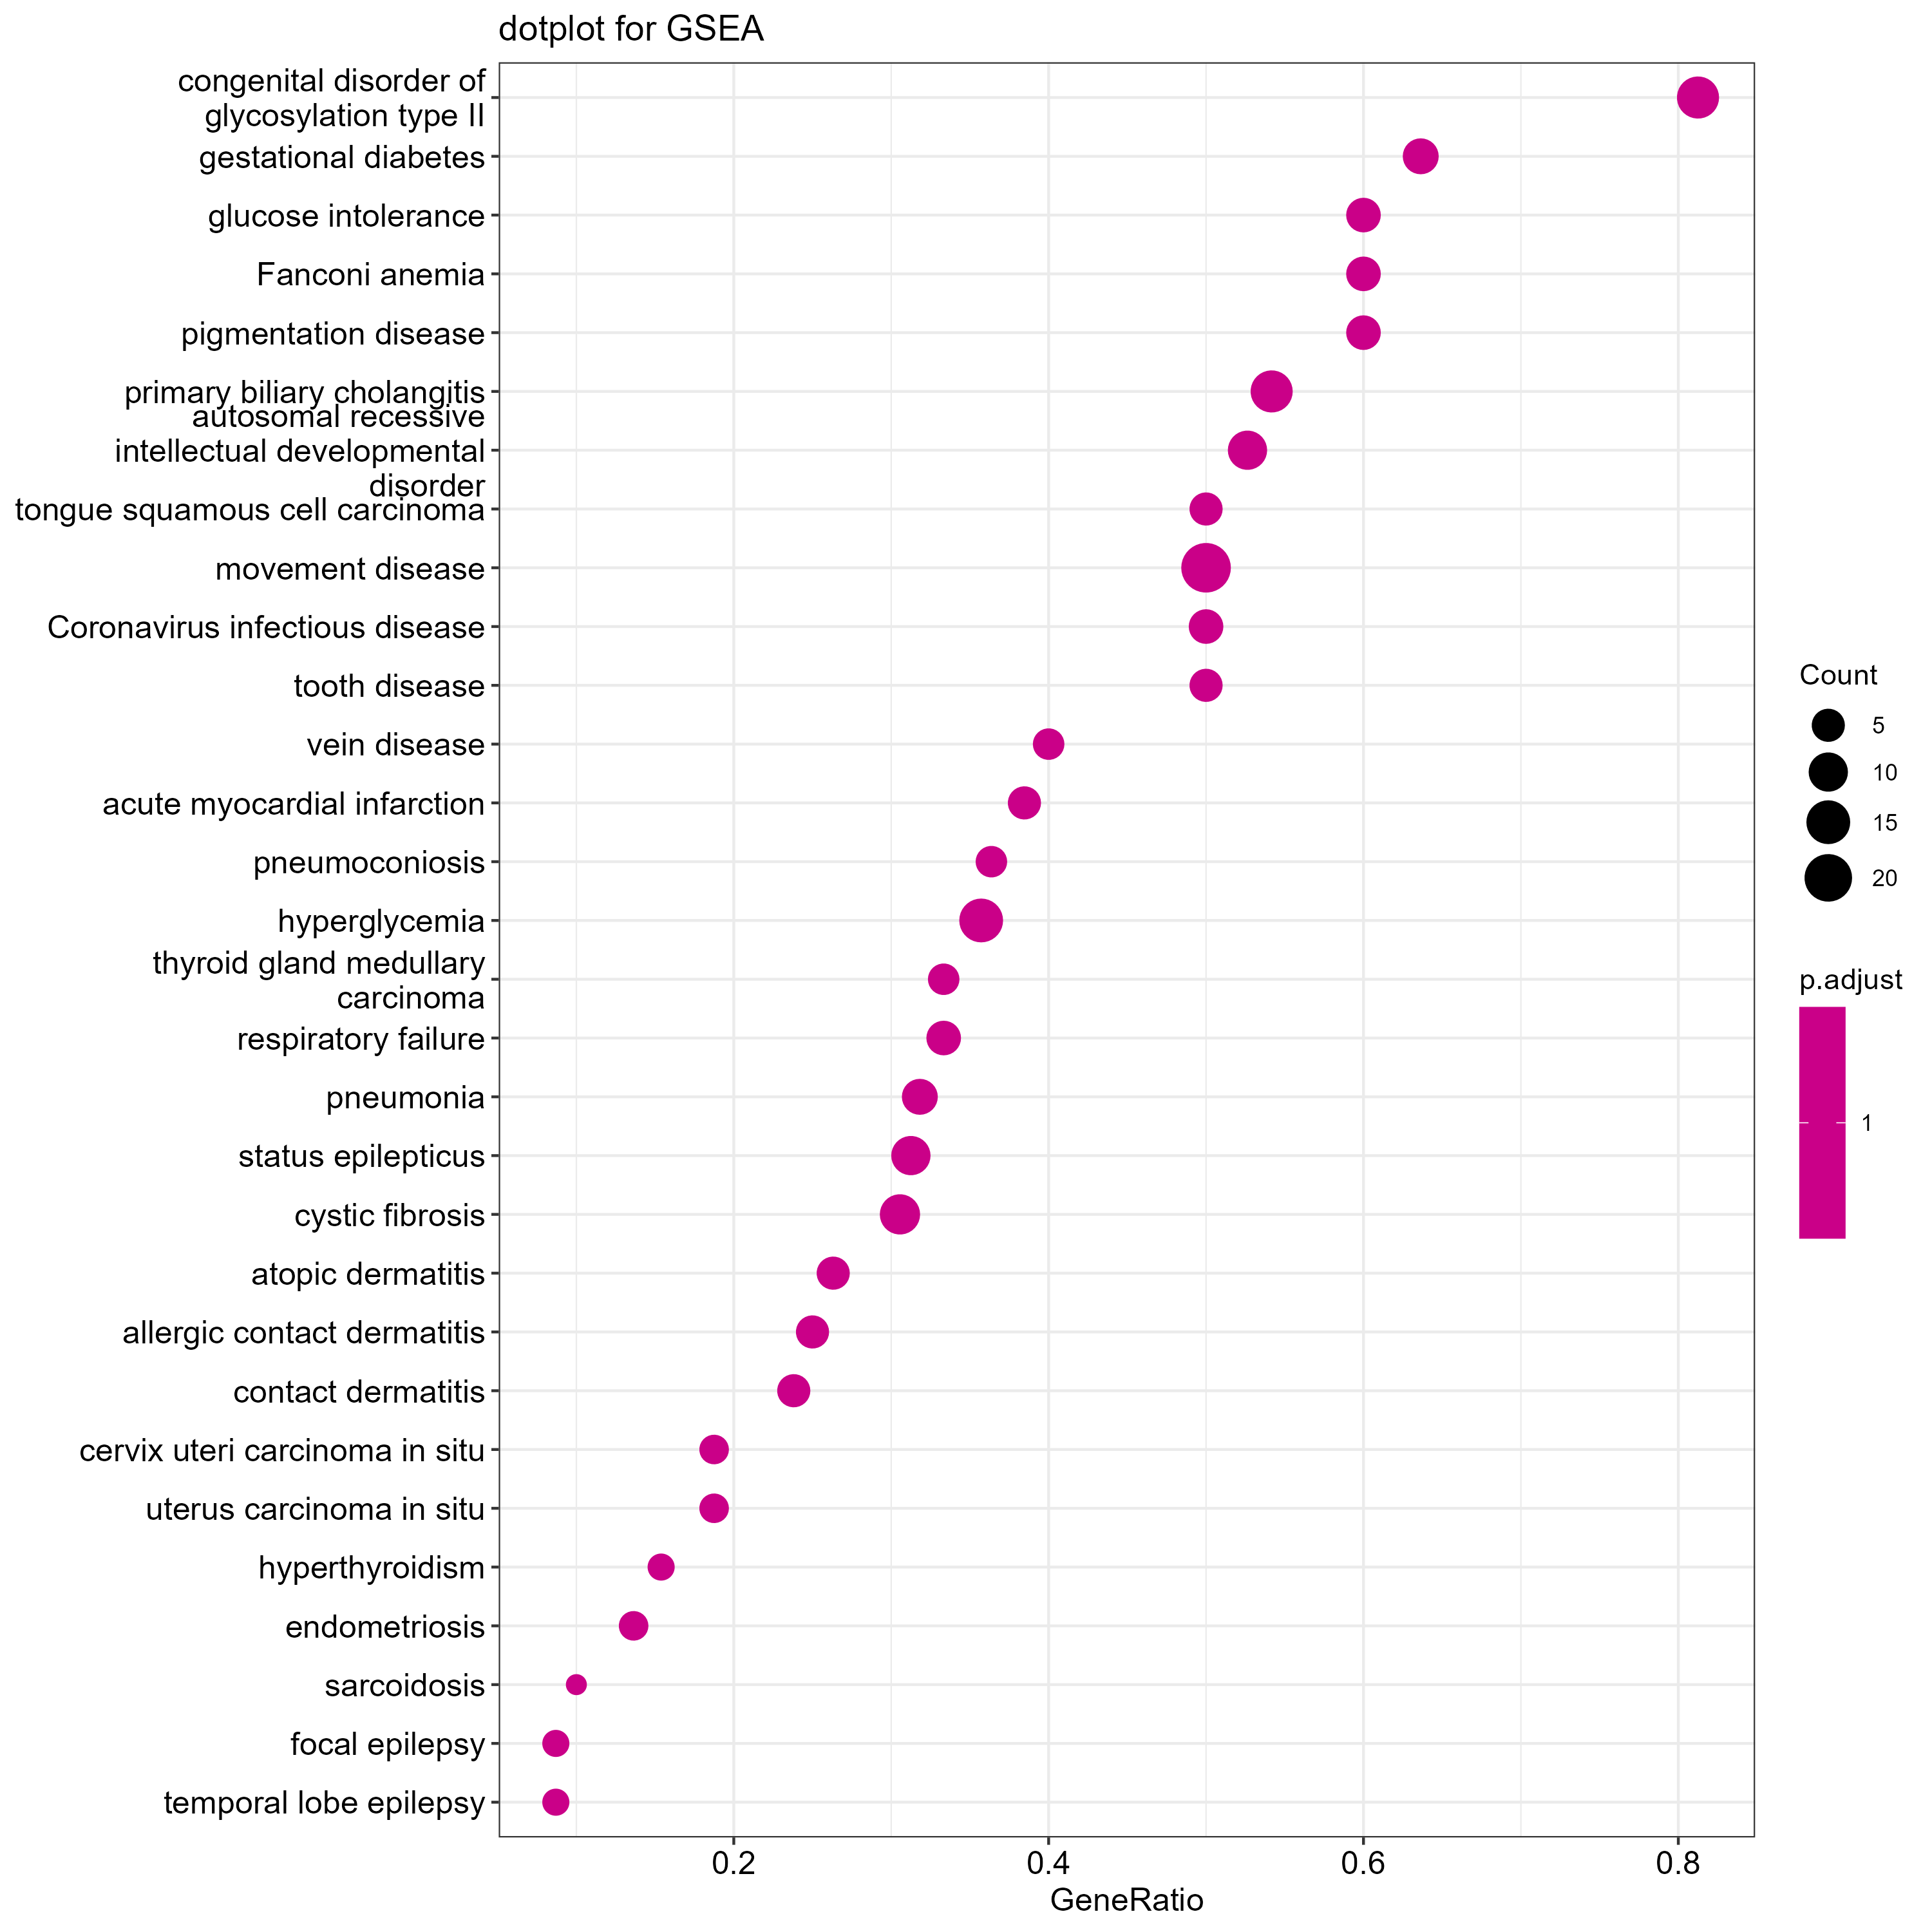 dotplot for GSEA
congenital disorder of
glycosylation type II
gestational diabetes
glucose intolerance
Fanconi anemia
pigmentation disease
primary biliary cholangitis
autosomal recessive
intellectual developmental
disorder
tongue squamous cell carcinoma
movement disease
Coronavirus infectious disease
tooth disease
vein disease
acute myocardial infarction
pneumoconiosis
hyperglycemia
thyroid gland medullary
carcinoma
respiratory failure
pneumonia
status epilepticus
cystic fibrosis
atopic dermatitis
allergic contact dermatitis
contact dermatitis
cervix uteri carcinoma in situ
uterus carcinoma in situ
hyperthyroidism
endometriosis
sarcoidosis
focal epilepsy
temporal lobe epilepsy
0.2 0.4 0.6 0.8
GeneRatio
Count
5
10
15
20
p.adjust
1